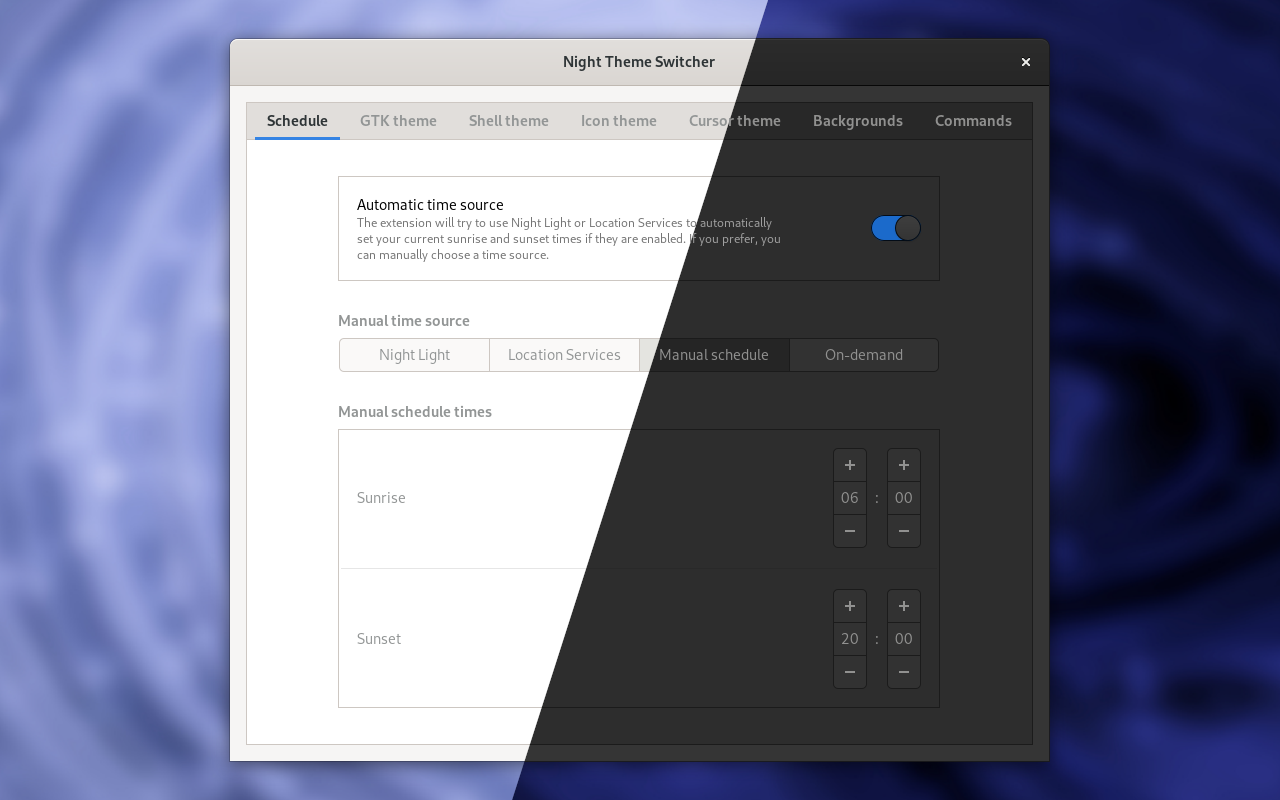 Night Theme Switcher
Schedule GTK theme Shell theme Icon theme Cursor theme Backgrounds Commands
Automatic time source
The extension will try to use Night Light or Location Services to automatically
set your current sunrise and sunset times if they are enabled. If you prefer, you
can manually choose a time source.
Manual time source
Night Light Location Services Manual schedule On-demand
Manual schedule times
+ +
Sunrise 06 : 00
− −
+ +
Sunset 20 : 00
− −